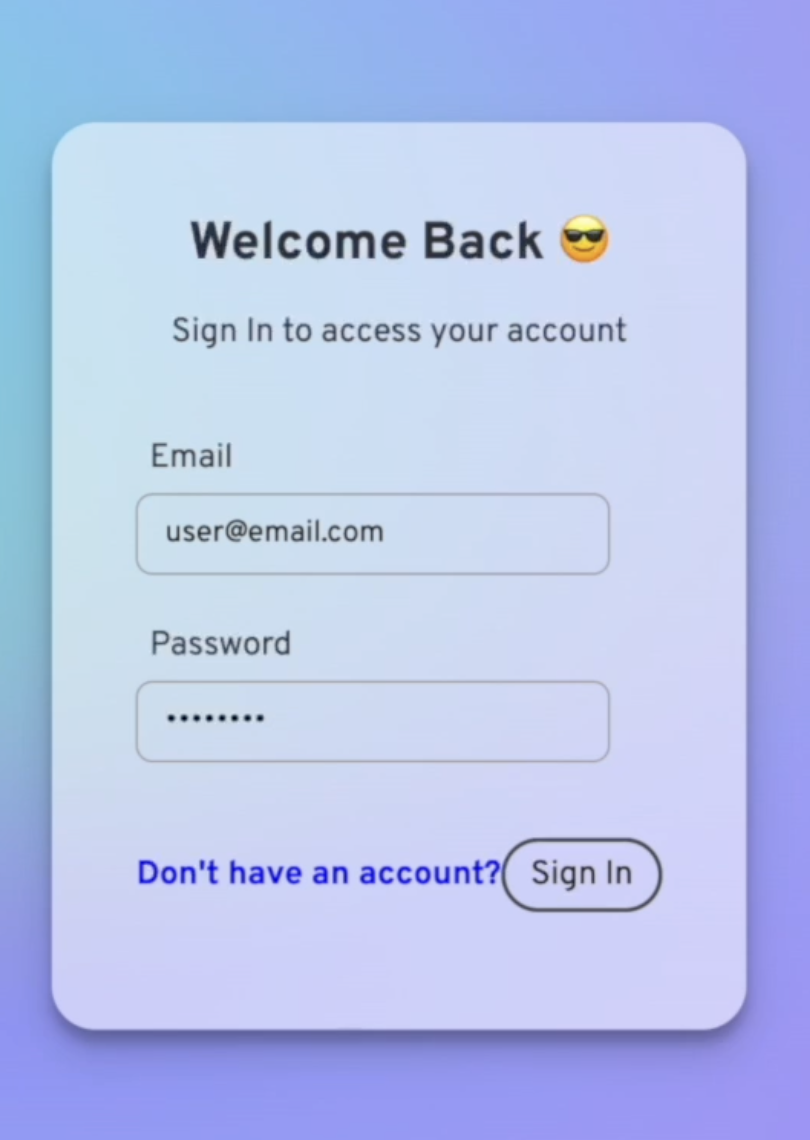 Welcome Back 😎
Sign In to access your account
Email
user@email.com
Password
••••••••
Don't have an account? Sign In